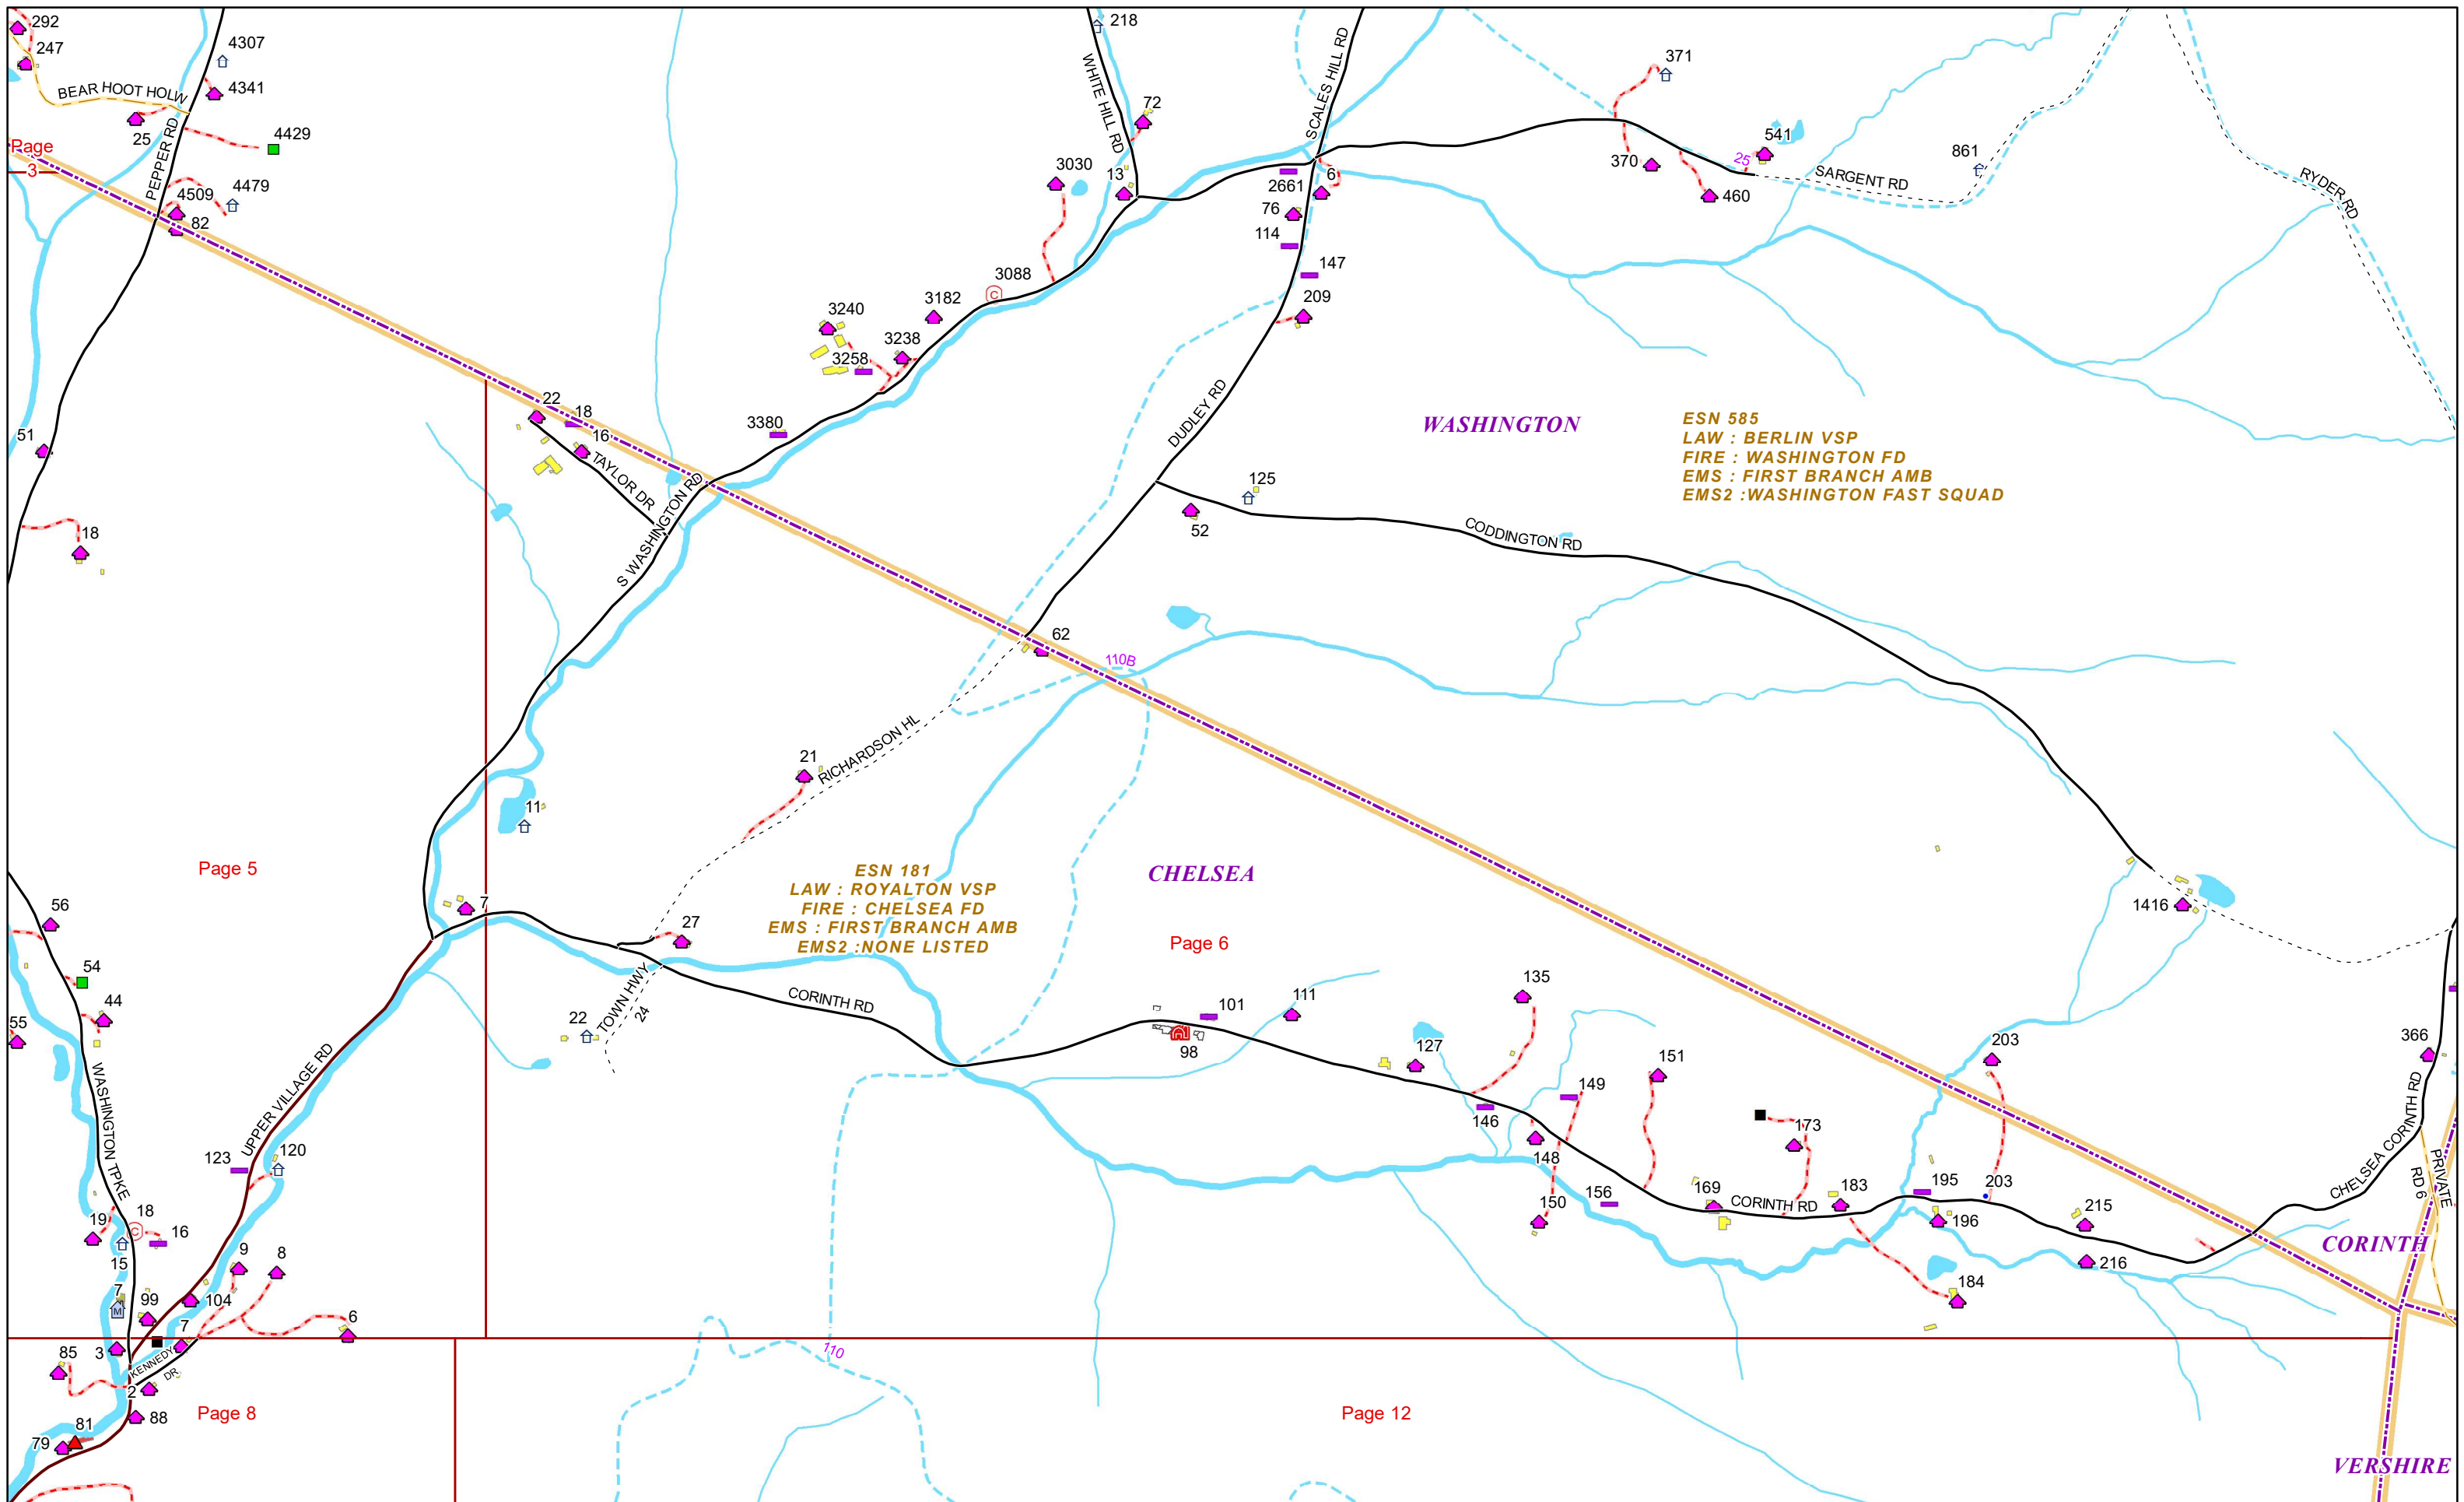 292
218
4307
247
371
4341
BEAR HOOT HOLW
WHITE HILL RD
SCALES HILL RD
72
25
4429
PEPPER RD
541
370
25
861
Page
3
3030
13
2661
6
SARGENT RD
RYDER RD
4479
4509
460
76
82
114
147
3088
209
3240
3182
3238
3258
22
18
DUDLEY RD
WASHINGTON
ESN 585
LAW : BERLIN VSP
FIRE : WASHINGTON FD
EMS : FIRST BRANCH AMB
EMS2 :WASHINGTON FAST SQUAD
3380
51
16
TAYLOR DR
125
S WASHINGTON RD
52
CODDINGTON RD
18
62
110B
RICHARDSON HL
21
11
Page 5
ESN 181
LAW : ROYALTON VSP
FIRE : CHELSEA FD
EMS : FIRST BRANCH AMB
EMS2 :NONE LISTED
CHELSEA
7
56
1416
27
Page 6
54
TOWN HWY
24
135
CORINTH RD
101
111
44
55
22
98
127
203
366
151
149
WASHINGTON TPKE
UPPER VILLAGE RD
146
173
CHELSEA CORINTH RD
123
120
148
PRIVATE
RD 6
169
CORINTH RD
183
195
203
150
156
19
18
16
196
215
15
9
8
CORINTH
216
7
184
99
104
6
7
3
KENNEDY
DR
85
110
2
Page 8
88
Page 12
81
79
VERSHIRE